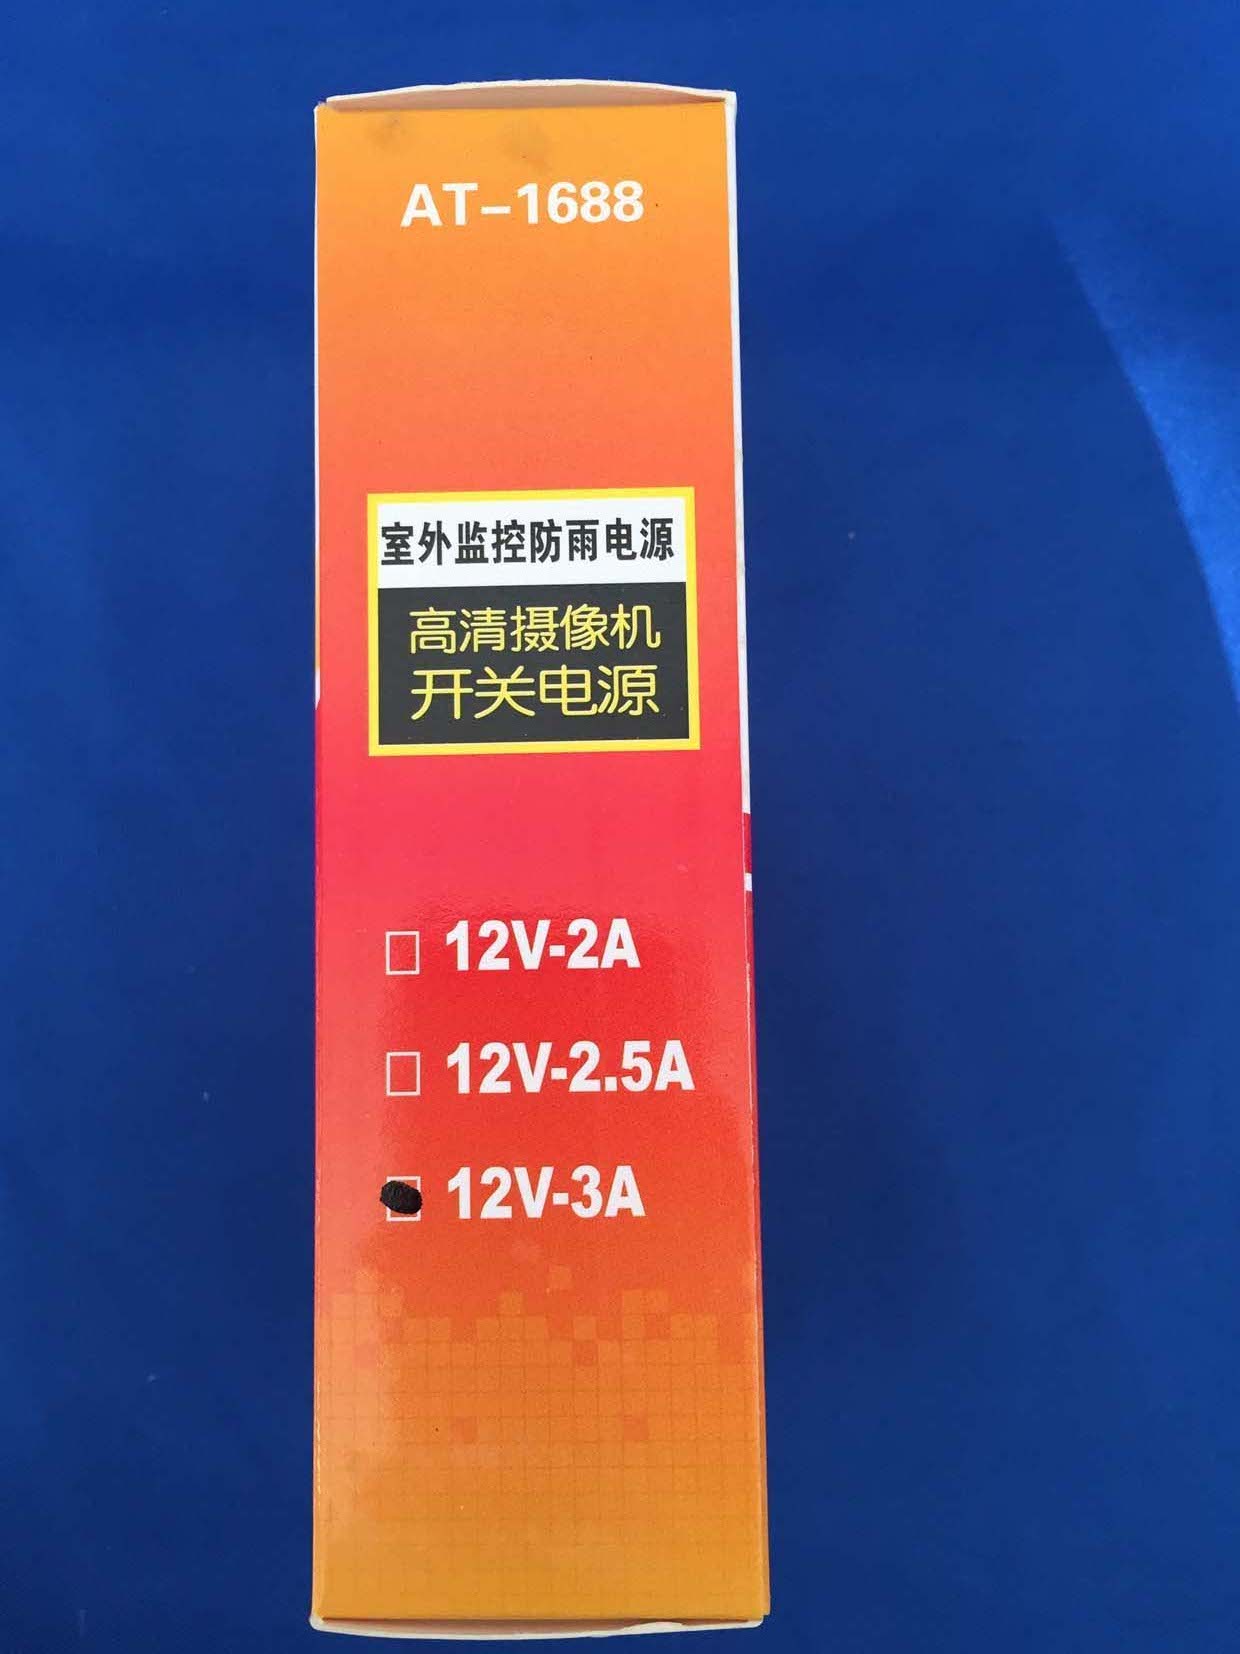 AT-1688
室外监控防雨电源
高清摄像机
开关电源
12V-2A
12V-2.5A
12V-3A